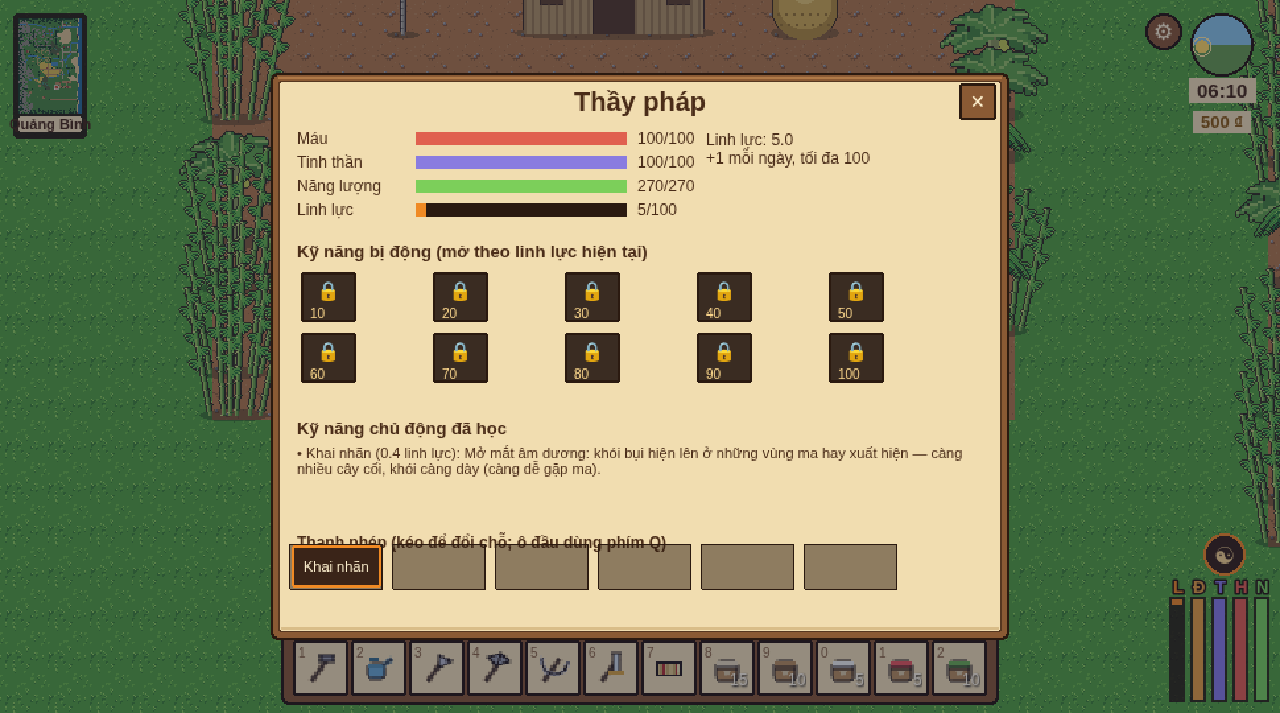 Thầy pháp
×
Máu 100/100
Tinh thần 100/100
Năng lượng 270/270
Linh lực 5/100
Linh lực: 5.0
+1 mỗi ngày, tối đa 100
Kỹ năng bị động (mở theo linh lực hiện tại)
10 20 30 40 50
60 70 80 90 100
Kỹ năng chủ động đã học
• Khai nhãn (0.4 linh lực): Mở mắt âm dương: khói bụi hiện lên ở những vùng ma hay xuất hiện — càng
nhiều cây cối, khói càng dày (càng dễ gặp ma).
Thanh phép (kéo để đổi chỗ; ô đầu dùng phím Q)
Khai nhãn
Quảng Bình
06:10
500 đ
L Đ T H N
1 2 3 4 5 6 7 8 9 0 1 2
15 10 5 5 10